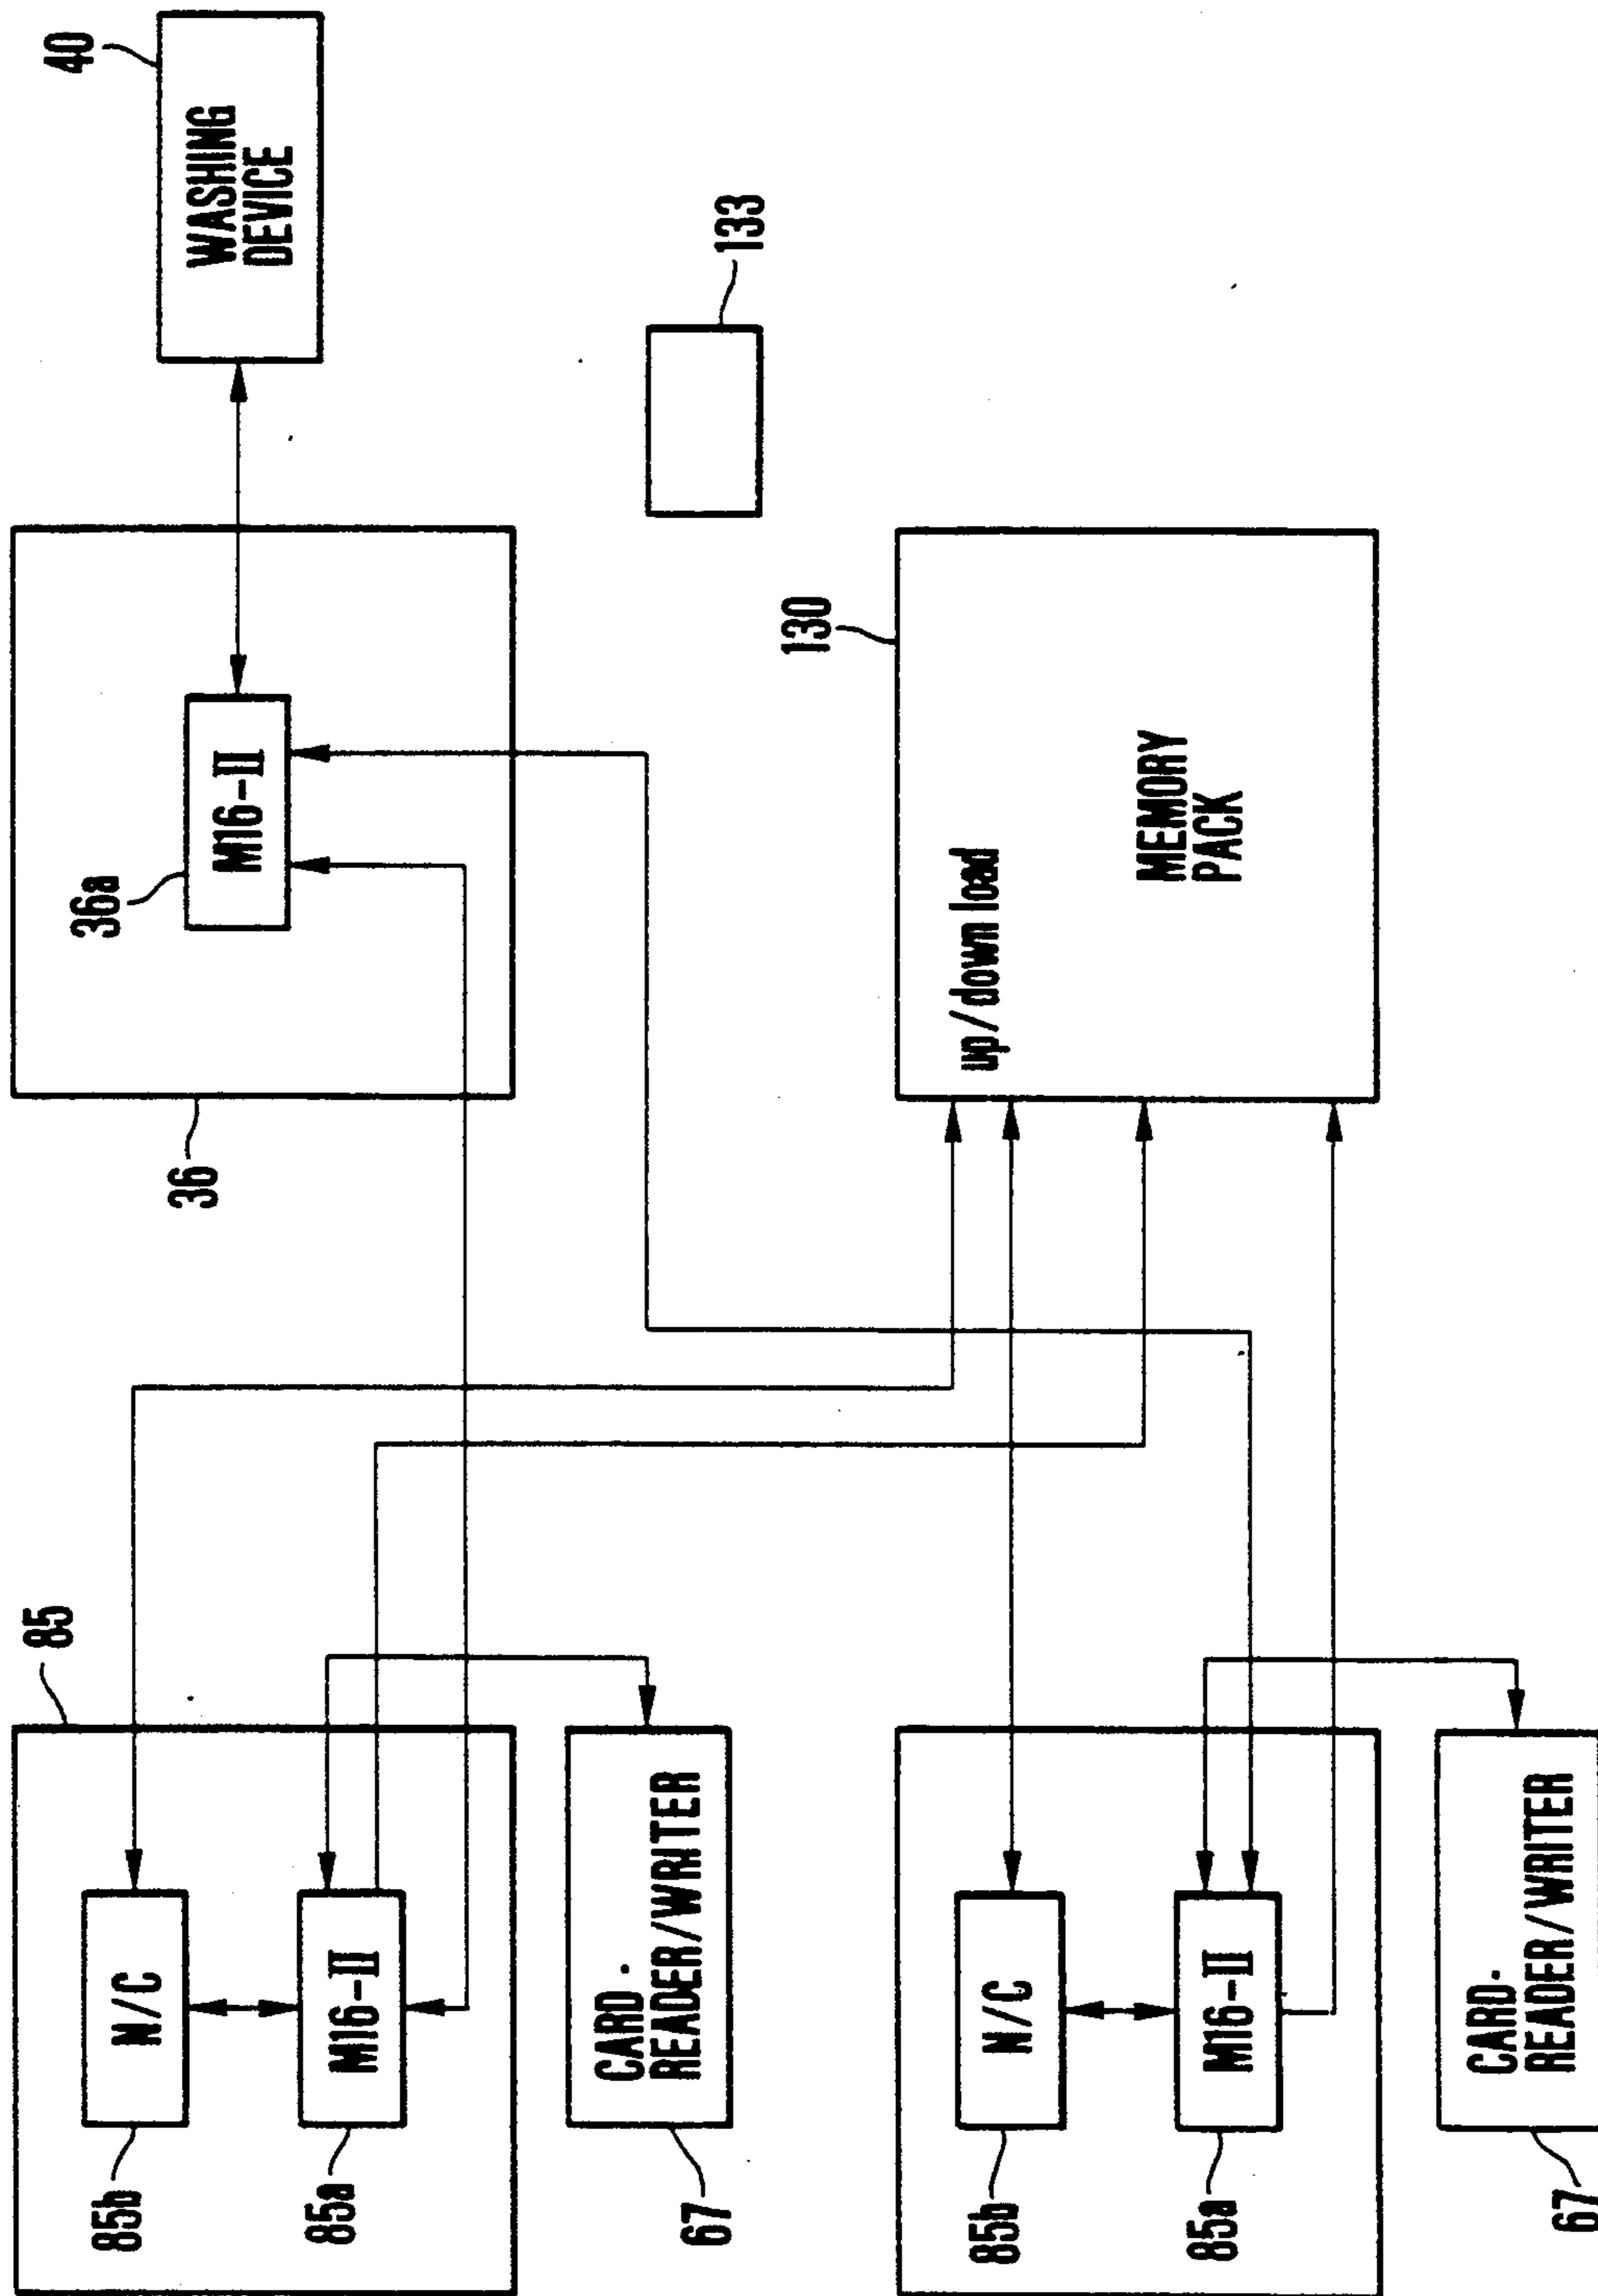 85
85b
N/C
85a
M16-II
67
CARD·
READER/WRITER
36
36a
M16-II
40
WASHING
DEVICE
133
85b
N/C
85a
M16-II
67
CARD·
READER/WRITER
130
up/down load
MEMORY
PACK